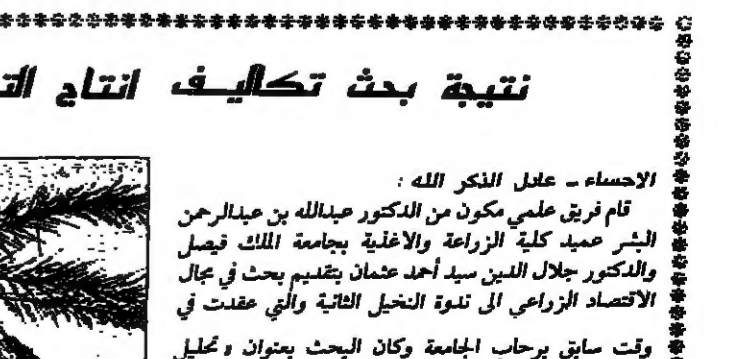 نتيجة بحث تكاليف انتاج
الاحساء ـ عادل الذكر الله :
قام فريق علمي مكون من الدكتور عبدالله بن عبدالرحمن
البشر عميد كلية الزراعة والاغذية بجامعة الملك فيصل
والدكتور جلال الدين سيد أحمد عثمان بتقديم بحث في مجال
الاقتصاد الزراعي الى ندوة النخيل الثانية والتي عقدت في
وقت سابق برحاب الجامعة وكان البحث بعنوان « تحليل